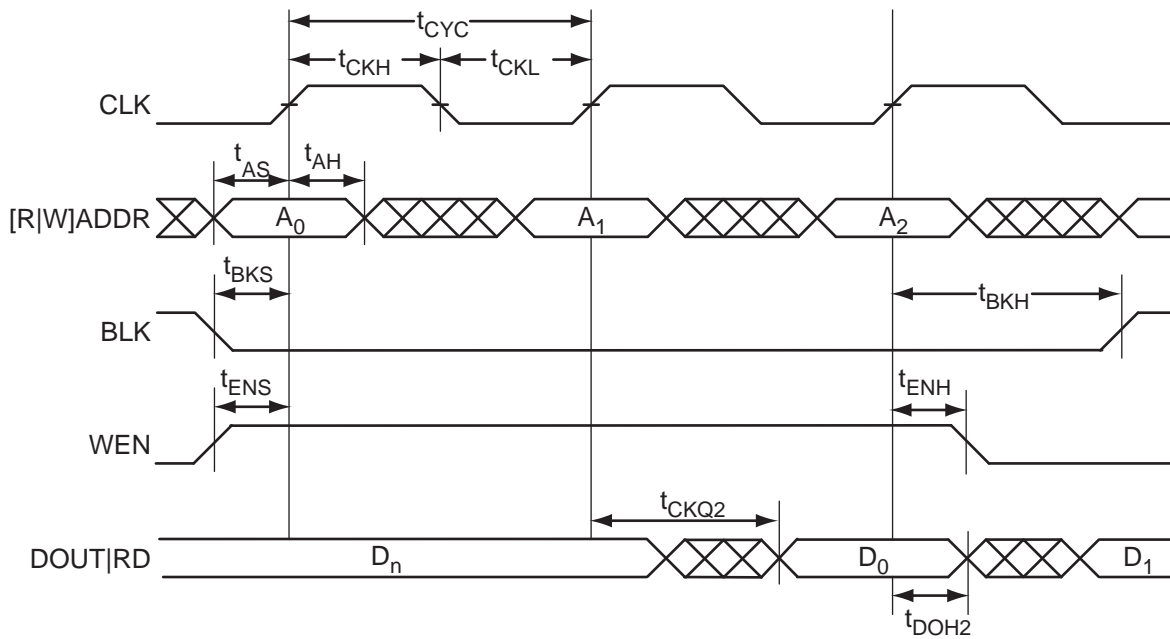 tCYC
tCKH tCKL
CLK
tAS tAH
[R|W]ADDR A0 A1 A2
tBKS tBKH
BLK
tENS tENH
WEN
tCKQ2
DOUT|RD Dn D0 D1
tDOH2